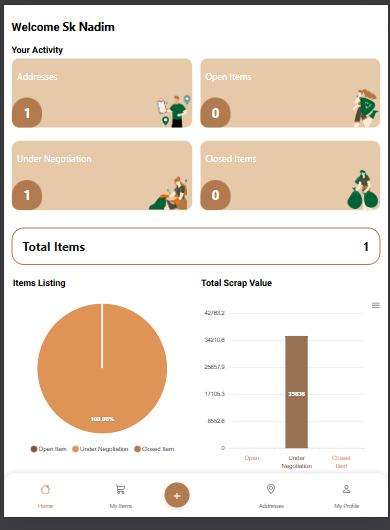 Welcome Sk Nadim
Your Activity
Addresses
1
Open Items
0
Under Negotiation
1
Closed Items
0
Total Items 1
Items Listing
100.00%
Open Item Under Negotiation Closed Item
Total Scrap Value
42763.2
34210.6
25657.9
17105.3
8552.6
0
35636
Open
Under
Negotiation
Closed
Item
Home
My Items
+
Addresses
My Profile